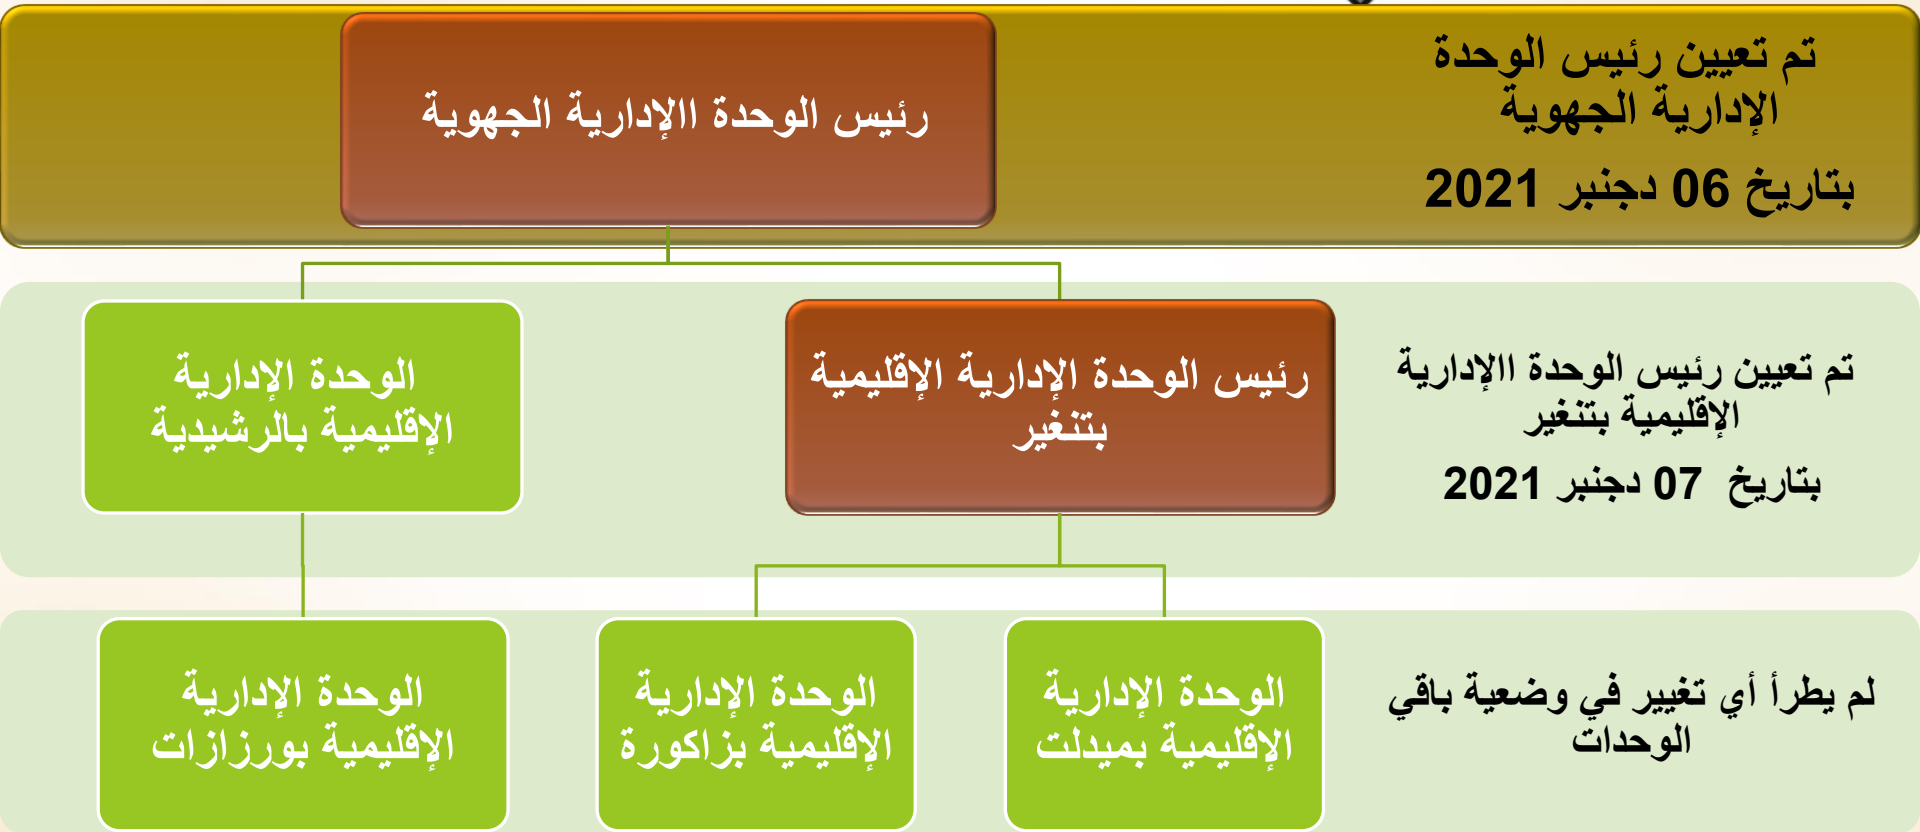 تم تعيين رئيس الوحدة
الإدارية الجهوية
بتاريخ 06 دجنبر 2021
رئيس الوحدة االإدارية الجهوية
تم تعيين رئيس الوحدة االإدارية
الإقليمية بتنغير
بتاريخ 07 دجنبر 2021
رئيس الوحدة الإدارية الإقليمية
بتنغير
الوحدة الإدارية
الإقليمية بالرشيدية
لم يطرأ أي تغيير في وضعية باقي
الوحدات
الوحدة الإدارية
الإقليمية بميدلت
الوحدة الإدارية
الإقليمية بزاكورة
الوحدة الإدارية
الإقليمية بورزازات